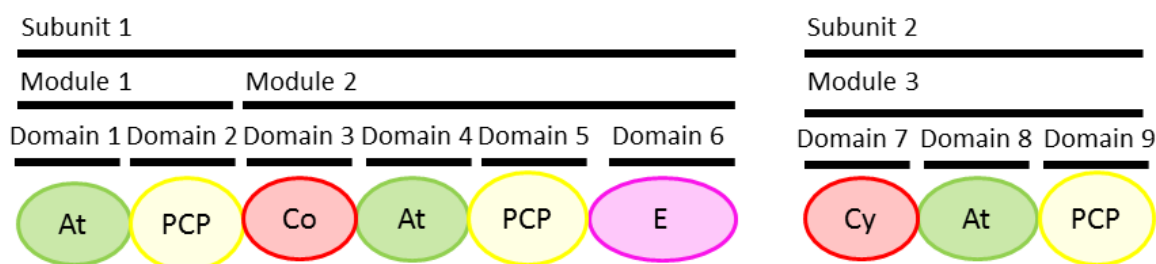 Subunit 1 Subunit 2
Module 1 Module 2 Module 3
Domain 1 Domain 2 Domain 3 Domain 4 Domain 5 Domain 6 Domain 7 Domain 8 Domain 9
At PCP Co At PCP E Cy At PCP